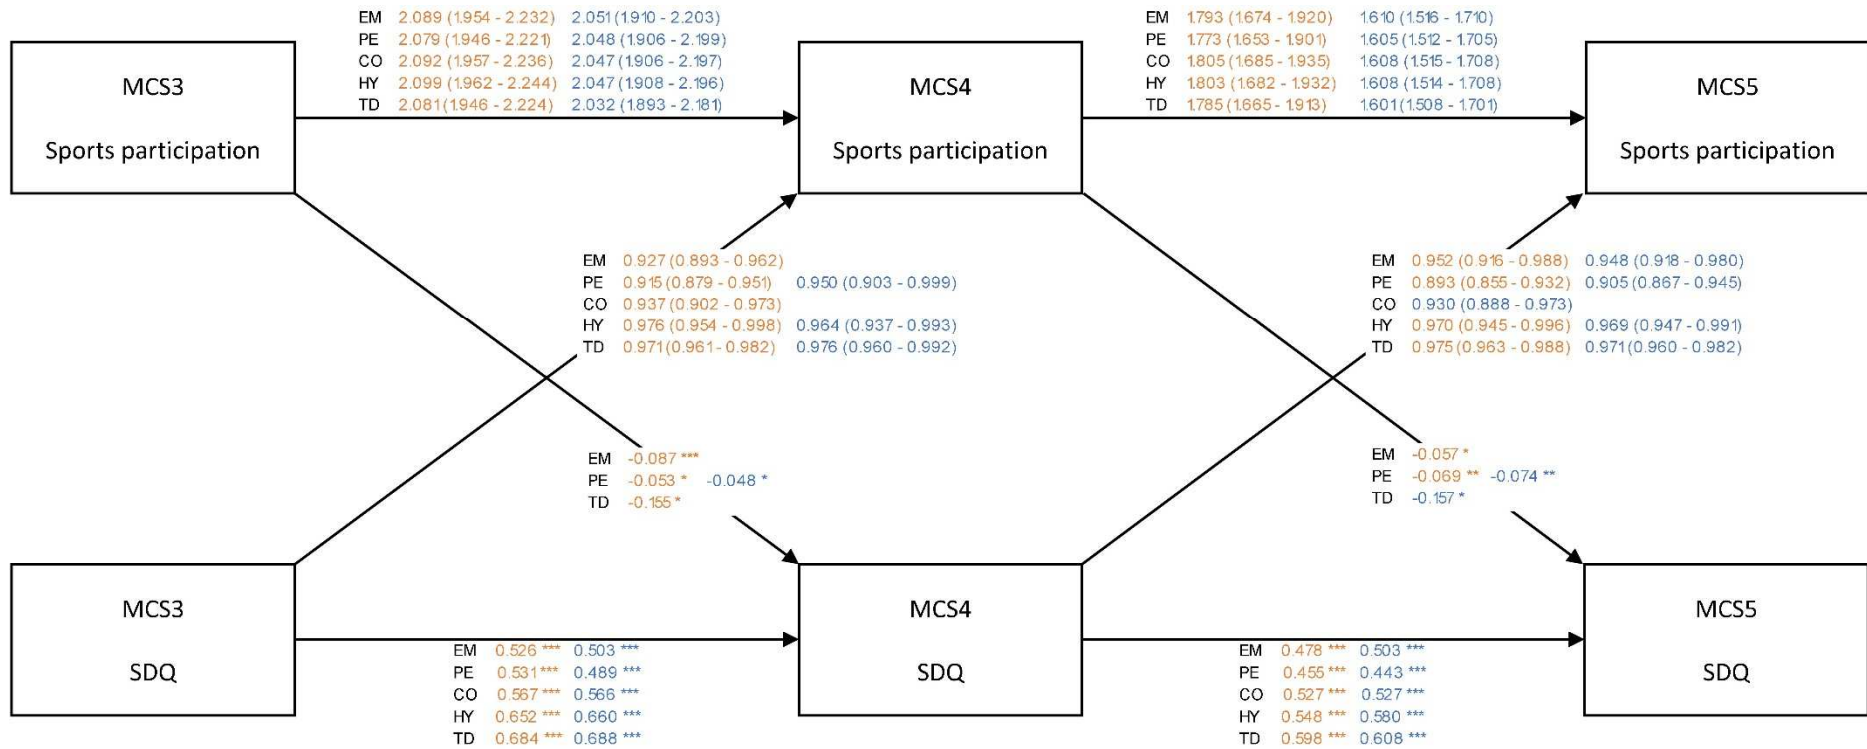 EM 2.089 (1.954 - 2.232) 2.051 (1.910 - 2.203)
PE 2.079 (1.946 - 2.221) 2.048 (1.906 - 2.199)
CO 2.092 (1.957 - 2.236) 2.047 (1.906 - 2.197)
HY 2.099 (1.962 - 2.244) 2.047 (1.908 - 2.196)
TD 2.081 (1.946 - 2.224) 2.032 (1.893 - 2.181)
EM 1.793 (1.674 - 1.920) 1.610 (1.516 - 1.710)
PE 1.773 (1.653 - 1.901) 1.605 (1.512 - 1.705)
CO 1.805 (1.685 - 1.935) 1.608 (1.515 - 1.708)
HY 1.803 (1.682 - 1.932) 1.608 (1.514 - 1.708)
TD 1.785 (1.665 - 1.913) 1.601 (1.508 - 1.701)
MCS3
Sports participation
MCS4
Sports participation
MCS5
Sports participation
EM 0.927 (0.893 - 0.962)
PE 0.915 (0.879 - 0.951) 0.950 (0.903 - 0.999)
CO 0.937 (0.902 - 0.973)
HY 0.976 (0.954 - 0.998) 0.964 (0.937 - 0.993)
TD 0.971 (0.961 - 0.982) 0.976 (0.960 - 0.992)
EM 0.952 (0.916 - 0.988) 0.948 (0.918 - 0.980)
PE 0.893 (0.855 - 0.932) 0.905 (0.867 - 0.945)
CO 0.930 (0.888 - 0.973)
HY 0.970 (0.945 - 0.996) 0.969 (0.947 - 0.991)
TD 0.975 (0.963 - 0.988) 0.971 (0.960 - 0.982)
EM -0.087 ***
PE -0.053 * -0.048 *
TD -0.155 *
EM -0.057 *
PE -0.069 ** -0.074 **
TD -0.157 *
MCS3
SDQ
MCS4
SDQ
MCS5
SDQ
EM 0.526 *** 0.503 ***
PE 0.531 *** 0.489 ***
CO 0.567 *** 0.566 ***
HY 0.652 *** 0.660 ***
TD 0.684 *** 0.688 ***
EM 0.478 *** 0.503 ***
PE 0.455 *** 0.443 ***
CO 0.527 *** 0.527 ***
HY 0.548 *** 0.580 ***
TD 0.598 *** 0.608 ***